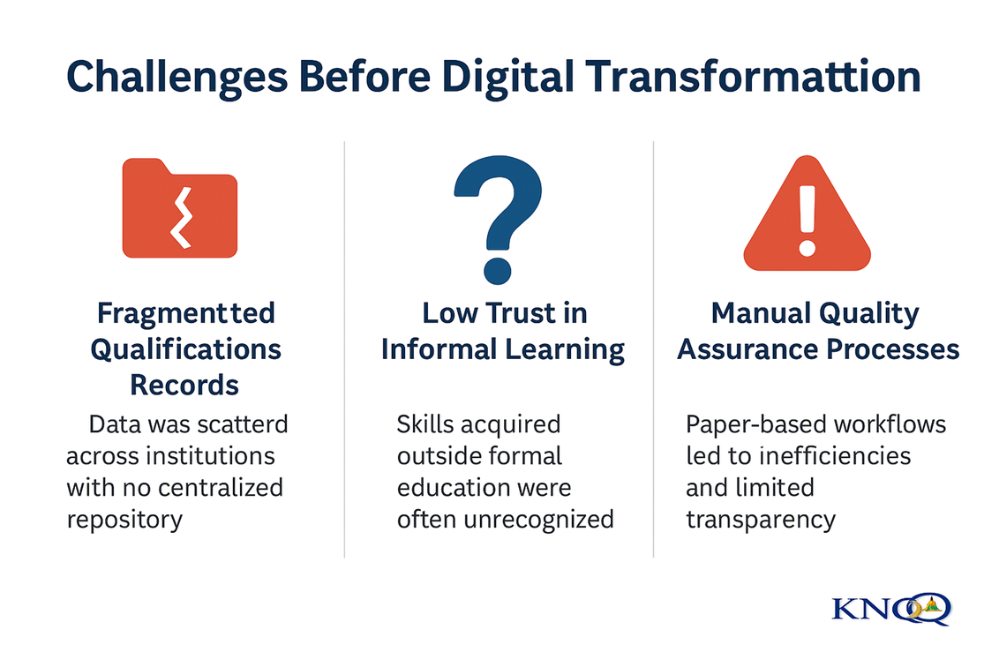 Challenges Before Digital Transformattion
Fragmentted
Qualifications
Records
Data was scatterd
across institutions
with no centralized
repository
Low Trust in
Informal Learning
Skills acquired
outside formal
education were
often unrecognized
Manual Quality
Assurance Processes
Paper-based workflows
led to inefficiencies
and limited
transparency
KNQQ